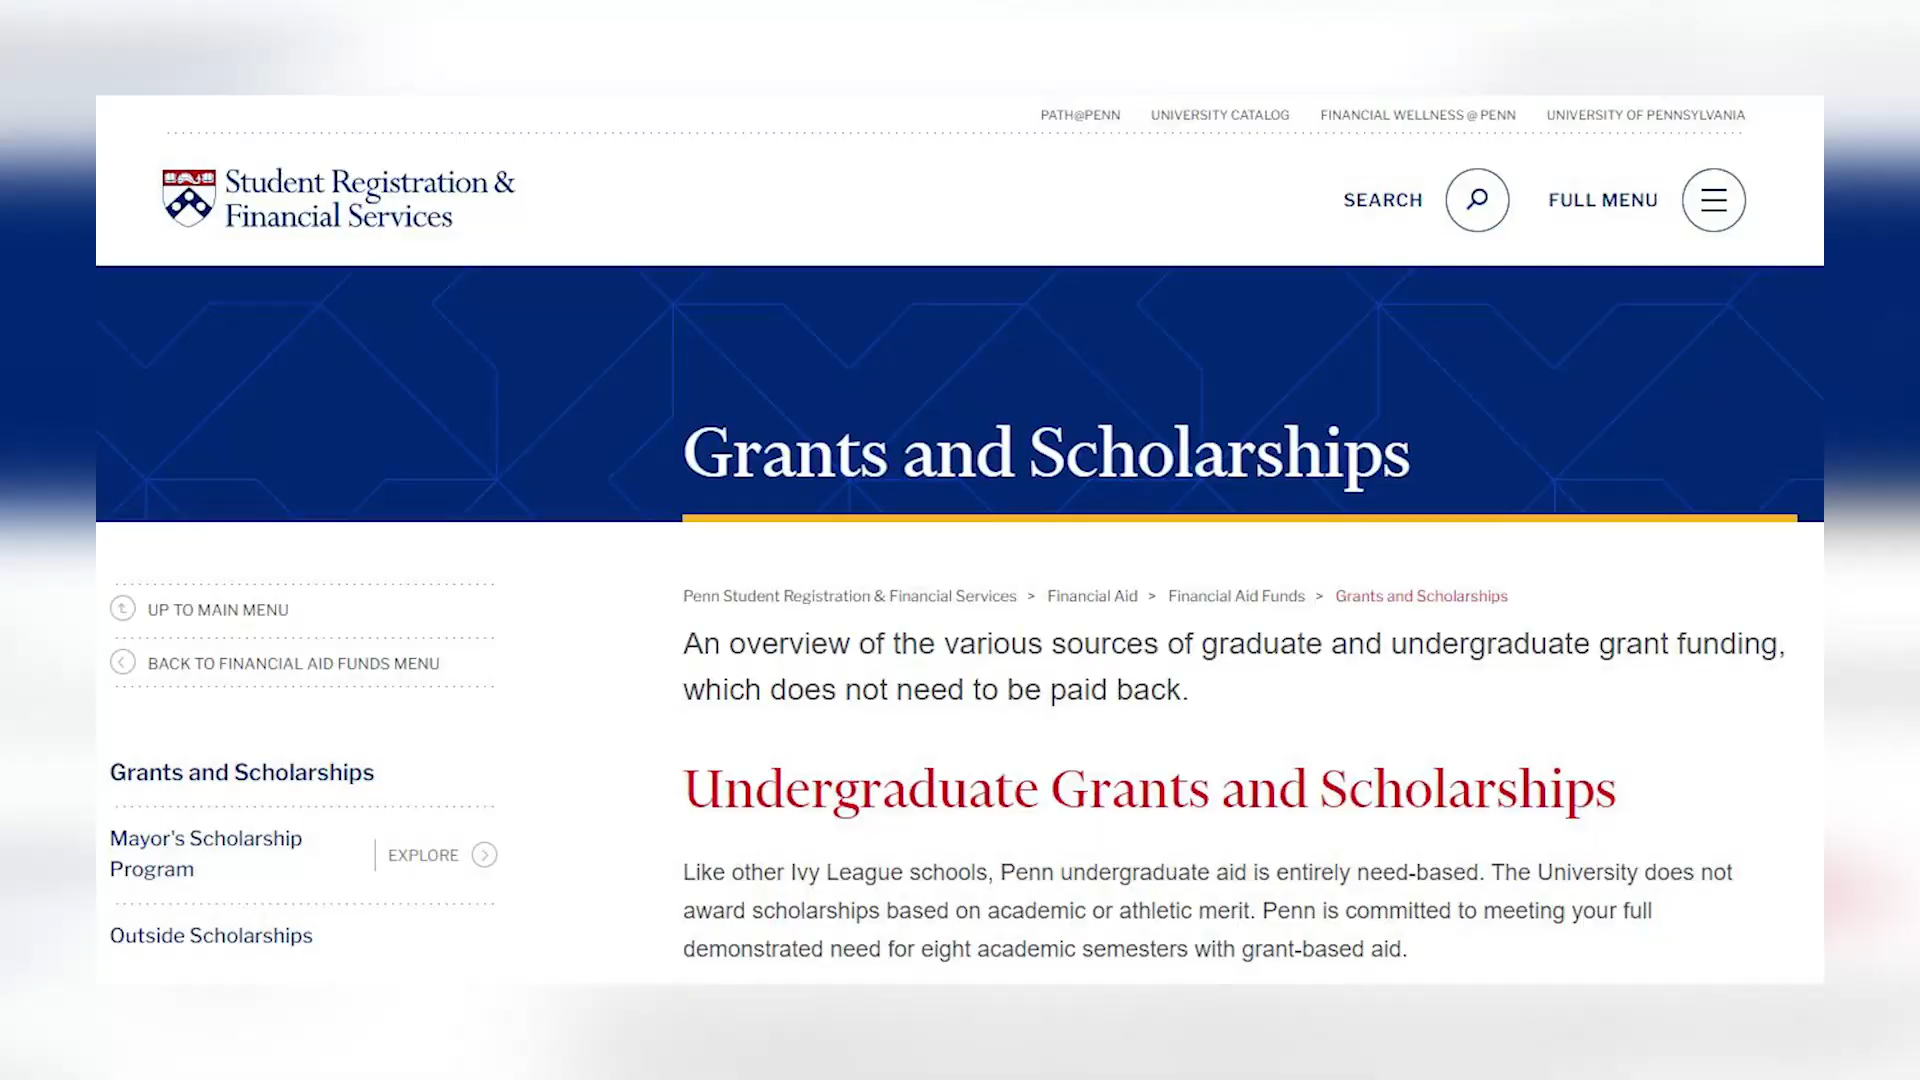 PATH@PENN UNIVERSITY CATALOG FINANCIAL WELLNESS @ PENN UNIVERSITY OF PENNSYLVANIA
Student Registration &
Financial Services
SEARCH FULL MENU
Grants and Scholarships
UP TO MAIN MENU
BACK TO FINANCIAL AID FUNDS MENU
Grants and Scholarships
Mayor's Scholarship
Program
EXPLORE
Outside Scholarships
Penn Student Registration & Financial Services > Financial Aid > Financial Aid Funds > Grants and Scholarships
An overview of the various sources of graduate and undergraduate grant funding,
which does not need to be paid back.
Undergraduate Grants and Scholarships
Like other Ivy League schools, Penn undergraduate aid is entirely need-based. The University does not
award scholarships based on academic or athletic merit. Penn is committed to meeting your full
demonstrated need for eight academic semesters with grant-based aid.